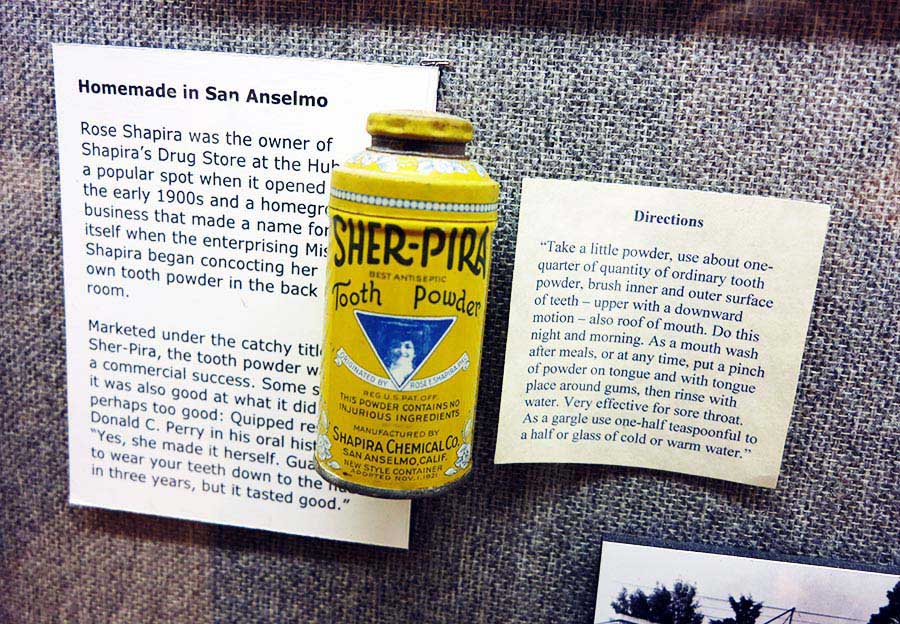 Homemade in San Anselmo
Rose Shapira was the owner of
Shapira's Drug Store at the Hub
a popular spot when it opened
the early 1900s and a homegr
business that made a name for
itself when the enterprising Mis
Shapira began concocting her
own tooth powder in the back
room.
Marketed under the catchy titl
Sher-Pira, the tooth powder w
a commercial success. Some s
it was also good at what it did
perhaps too good: Quipped re
Donald C. Perry in his oral hist
"Yes, she made it herself. Gua
to wear your teeth down to the
in three years, but it tasted good."
SHER-PIRA
BEST ANTISEPTIC
Tooth Powder
ORIGINATED BY ROSE E. SHAPIRA
REG. U.S. PAT. OFF.
THIS POWDER CONTAINS NO
INJURIOUS INGREDIENTS
MANUFACTURED BY
SHAPIRA CHEMICAL CO.
SAN ANSELMO, CALIF.
NEW STYLE CONTAINER
ADOPTED NOV. 1, 1921
Directions
"Take a little powder, use about one-
quarter of quantity of ordinary tooth
powder, brush inner and outer surface
of teeth – upper with a downward
motion – also roof of mouth. Do this
night and morning. As a mouth wash
after meals, or at any time, put a pinch
of powder on tongue and with tongue
place around gums, then rinse with
water. Very effective for sore throat.
As a gargle use one-half teaspoonful to
a half or glass of cold or warm water."